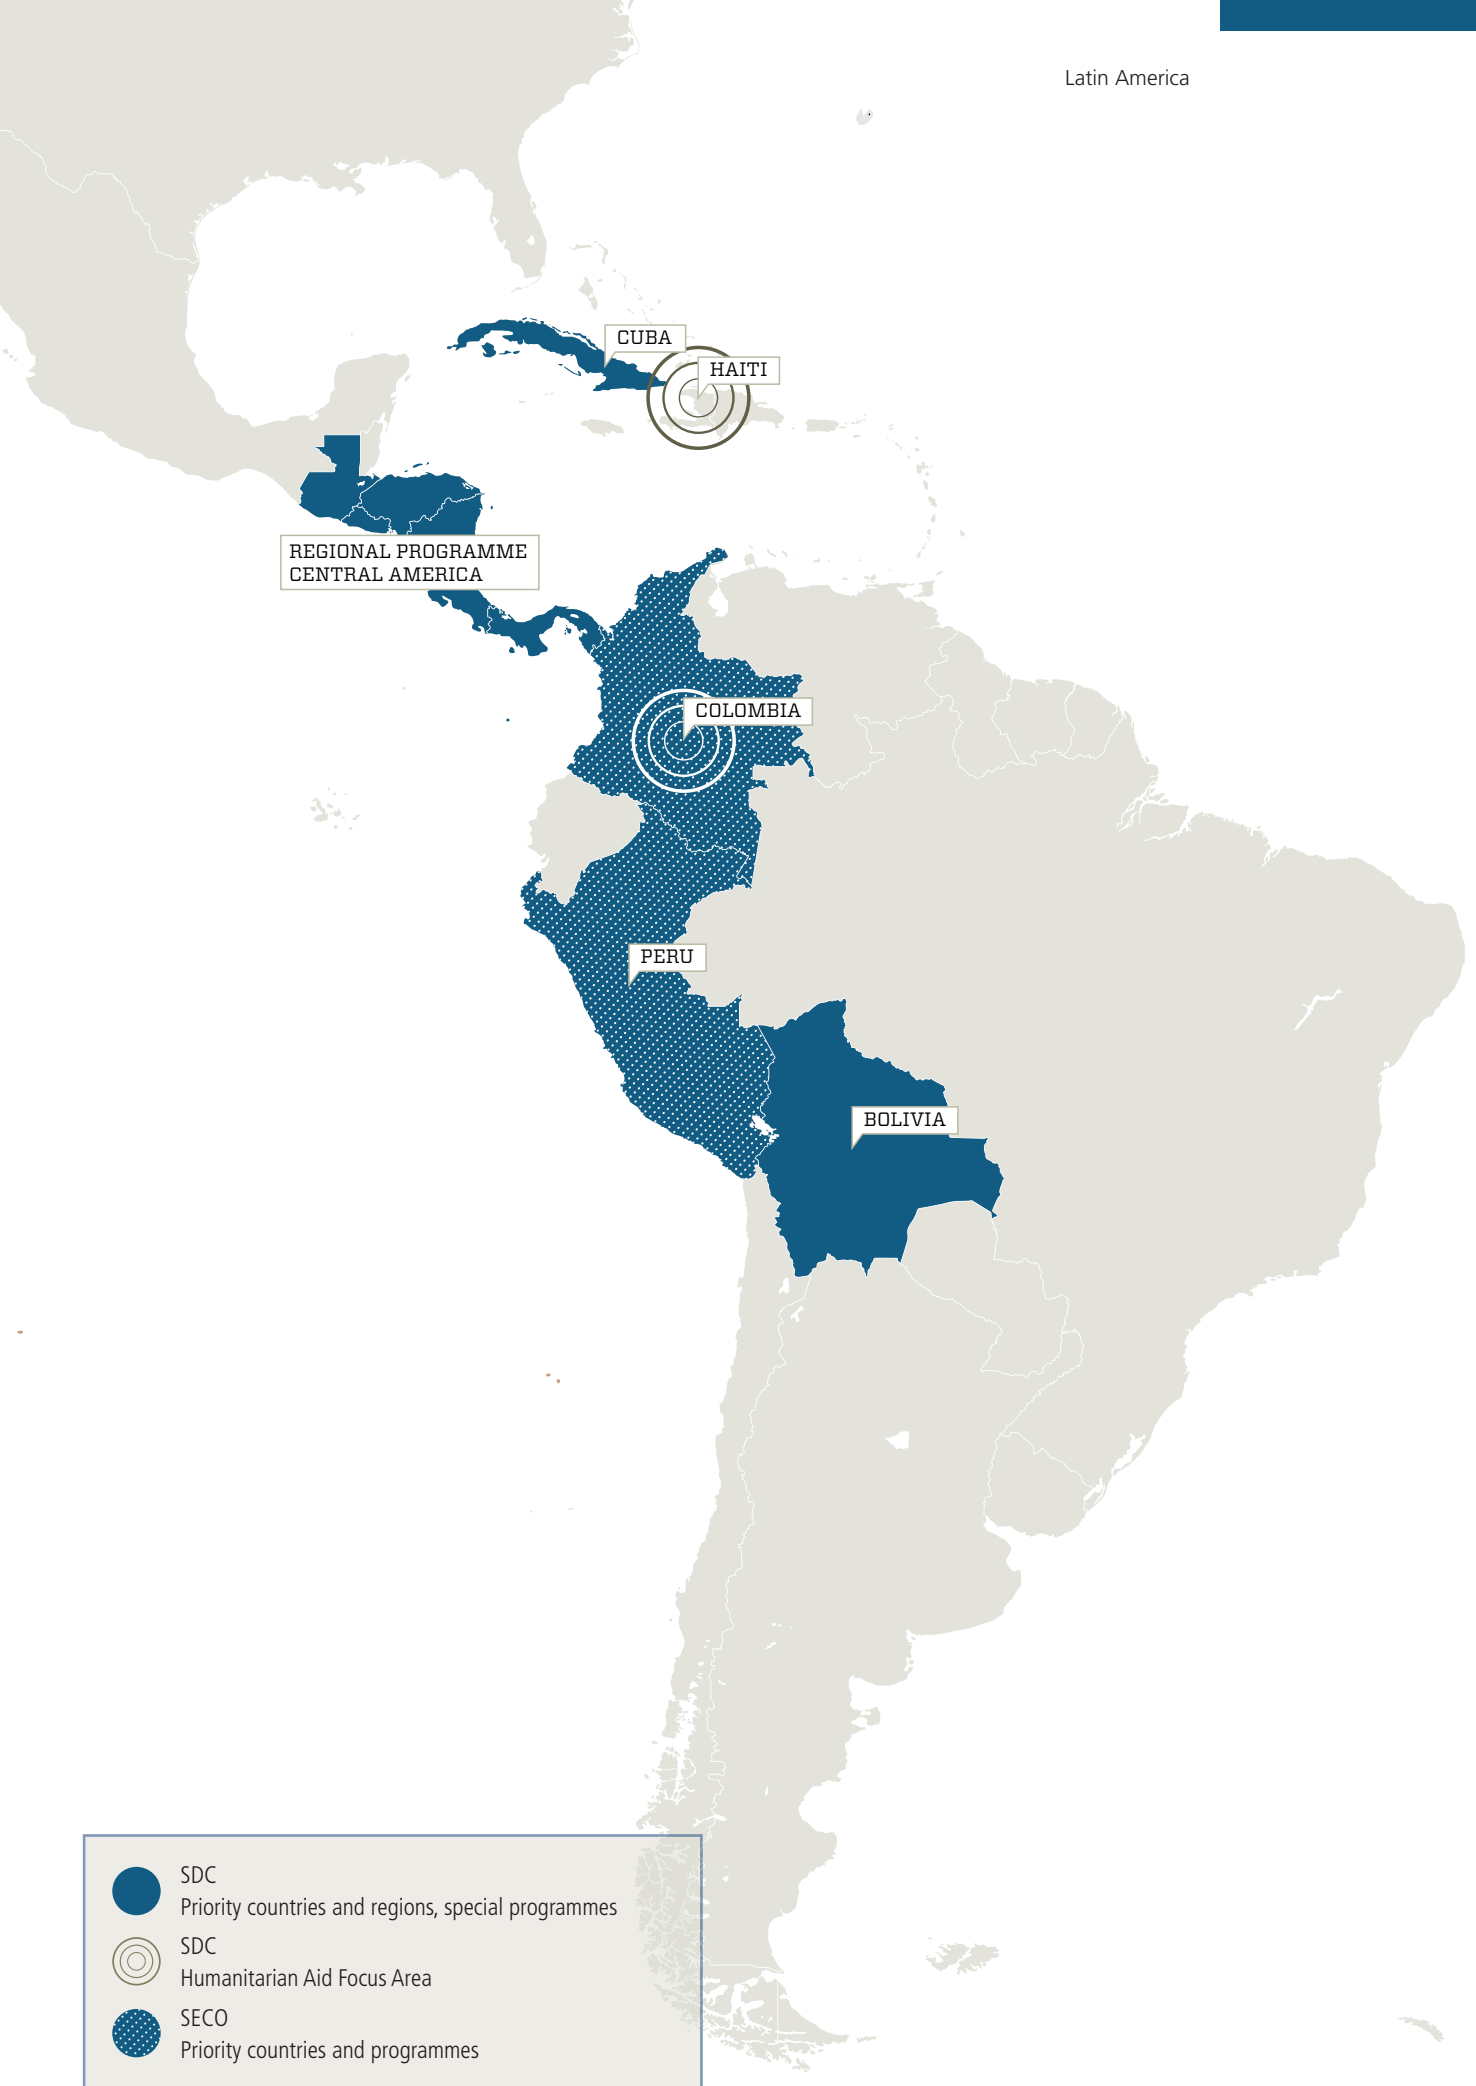 Latin America
CUBA
HAITI
REGIONAL PROGRAMME
CENTRAL AMERICA
COLOMBIA
PERU
BOLIVIA
SDC
Priority countries and regions, special programmes
SDC
Humanitarian Aid Focus Area
SECO
Priority countries and programmes